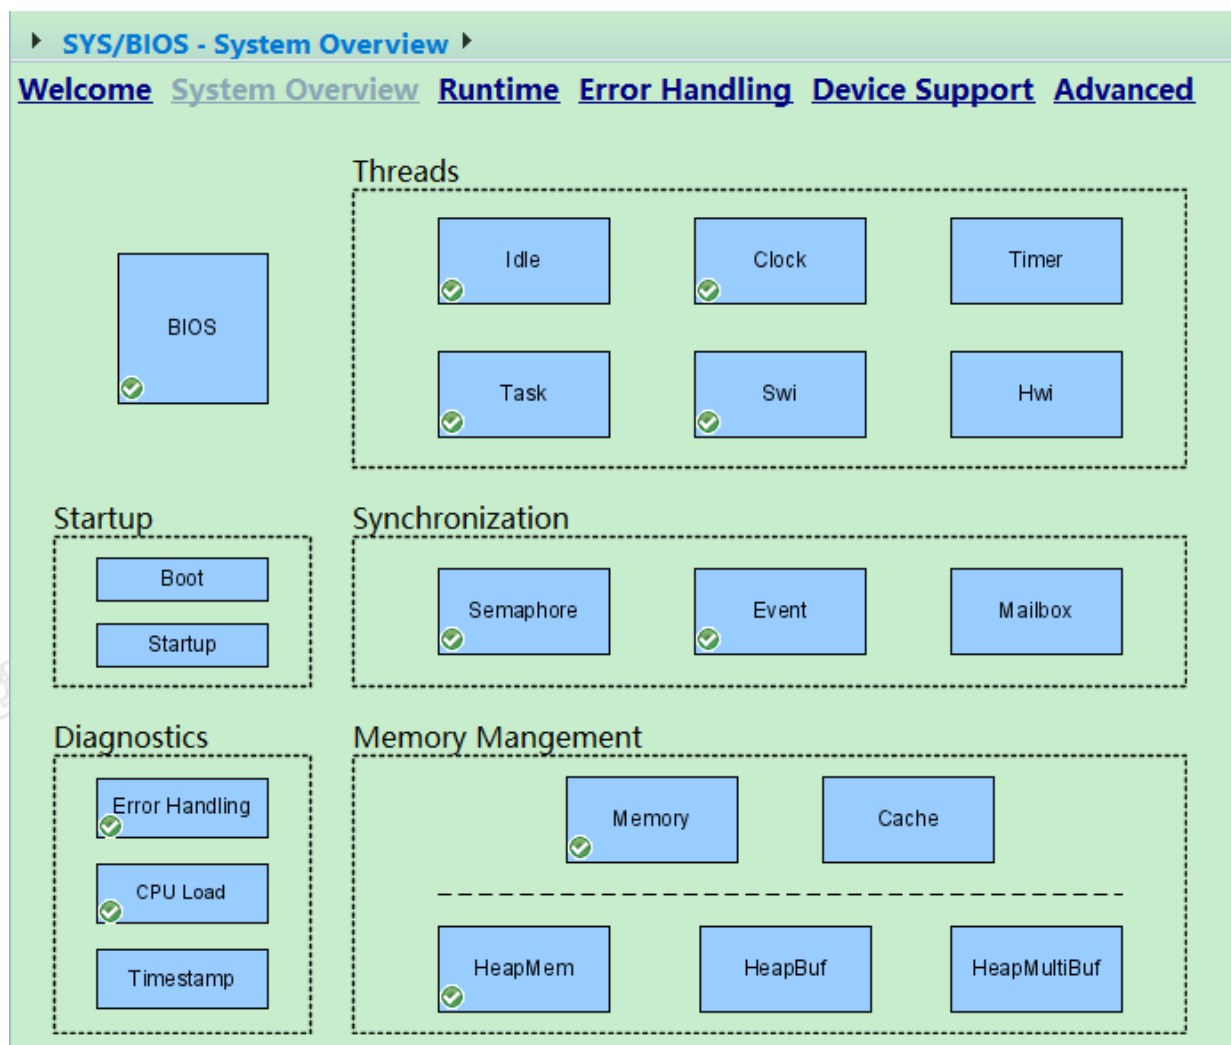 SYS/BIOS - System Overview
Welcome System Overview Runtime Error Handling Device Support Advanced
Threads
Idle Clock Timer
BIOS
Task Swi Hwi
Startup
Boot
Startup
Synchronization
Semaphore Event Mailbox
Diagnostics
Error Handling
CPU Load
Timestamp
Memory Mangement
Memory Cache
HeapMem HeapBuf HeapMultiBuf